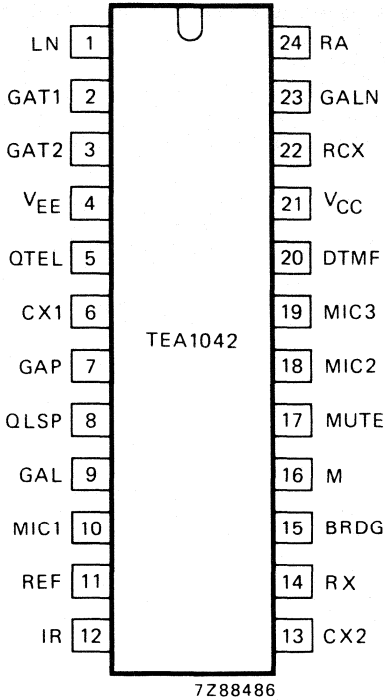 LN 1 24 RA
GAT1 2 23 GALN
GAT2 3 22 RCX
VEE 4 21 VCC
QTEL 5 20 DTMF
CX1 6 19 MIC3
TEA1042
GAP 7 18 MIC2
QLSP 8 17 MUTE
GAL 9 16 M
MIC1 10 15 BRDG
REF 11 14 RX
IR 12 13 CX2
7Z88486